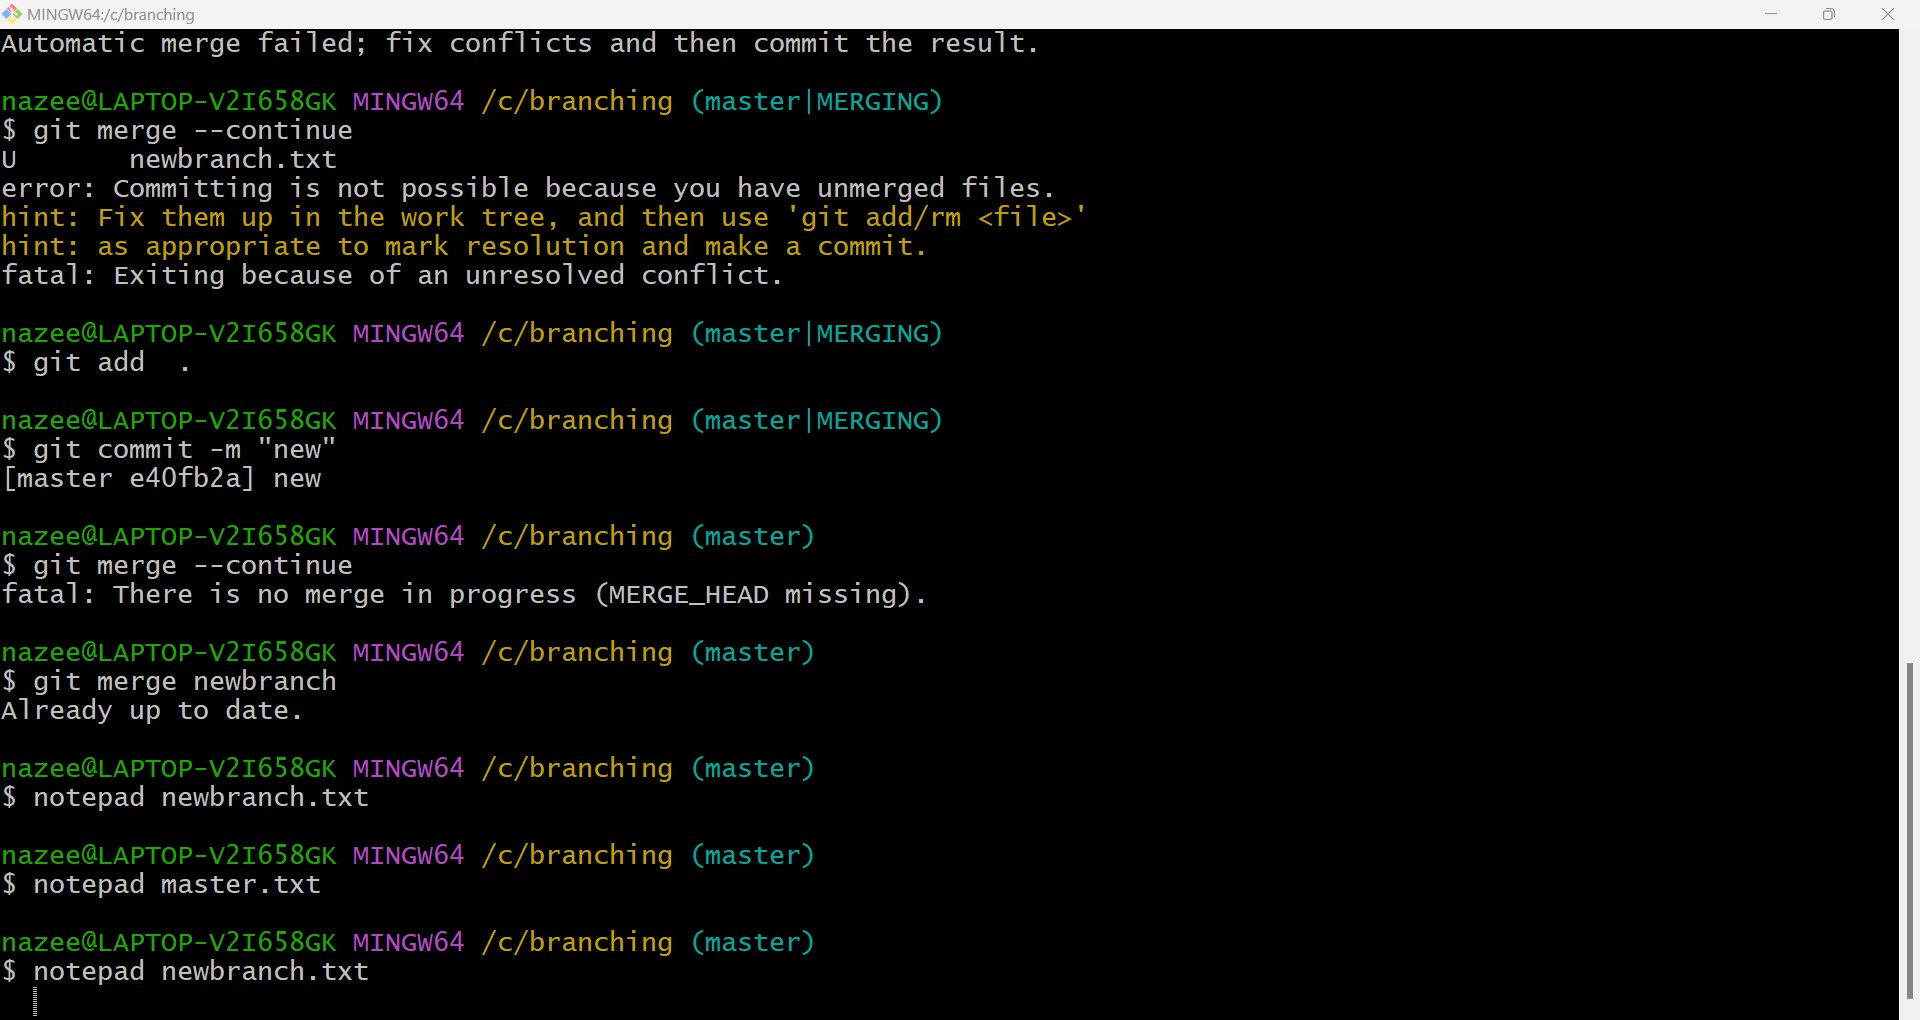 MINGW64:/c/branching
Automatic merge failed; fix conflicts and then commit the result.
nazee@LAPTOP-V2I658GK MINGW64 /c/branching (master|MERGING)
$ git merge --continue
U       newbranch.txt
error: Committing is not possible because you have unmerged files.
hint: Fix them up in the work tree, and then use 'git add/rm <file>'
hint: as appropriate to mark resolution and make a commit.
fatal: Exiting because of an unresolved conflict.
nazee@LAPTOP-V2I658GK MINGW64 /c/branching (master|MERGING)
$ git add  .
nazee@LAPTOP-V2I658GK MINGW64 /c/branching (master|MERGING)
$ git commit -m "new"
[master e40fb2a] new
nazee@LAPTOP-V2I658GK MINGW64 /c/branching (master)
$ git merge --continue
fatal: There is no merge in progress (MERGE_HEAD missing).
nazee@LAPTOP-V2I658GK MINGW64 /c/branching (master)
$ git merge newbranch
Already up to date.
nazee@LAPTOP-V2I658GK MINGW64 /c/branching (master)
$ notepad newbranch.txt
nazee@LAPTOP-V2I658GK MINGW64 /c/branching (master)
$ notepad master.txt
nazee@LAPTOP-V2I658GK MINGW64 /c/branching (master)
$ notepad newbranch.txt